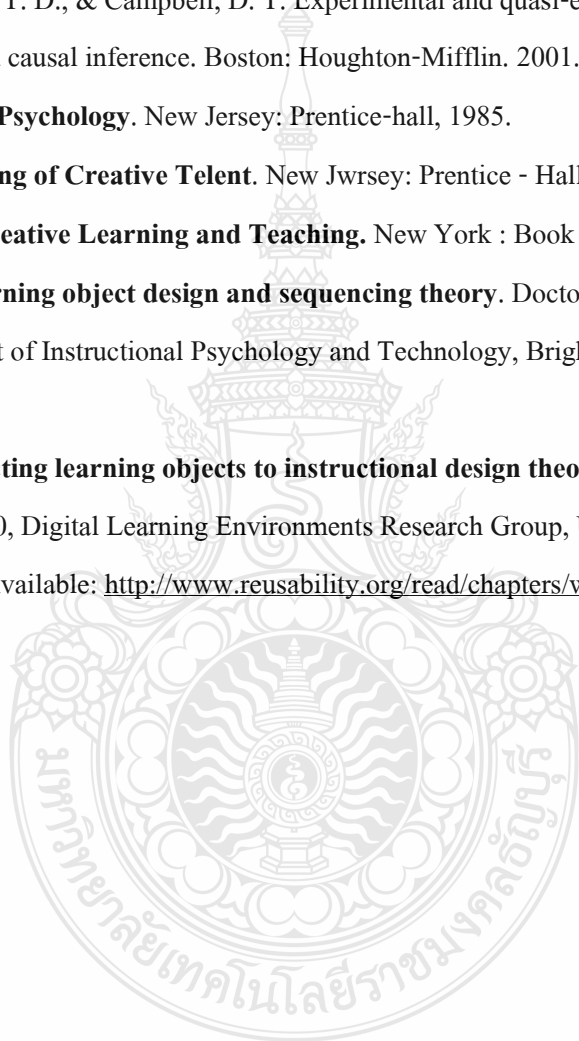 T. D., & Campbell, D. T. Experimental and quasi-e
causal inference. Boston: Houghton-Mifflin. 2001.
Psychology. New Jersey: Prentice-hall, 1985.
ng of Creative Telent. New Jwrsey: Prentice - Hall
eative Learning and Teaching. New York : Book
rning object design and sequencing theory. Docto
t of Instructional Psychology and Technology, Brigh
ting learning objects to instructional design theo
0, Digital Learning Environments Research Group, U
vailable: http://www.reusability.org/read/chapters/w
มหาวิทยาลัยเทคโนโลยีราชมงคลธัญบุรี